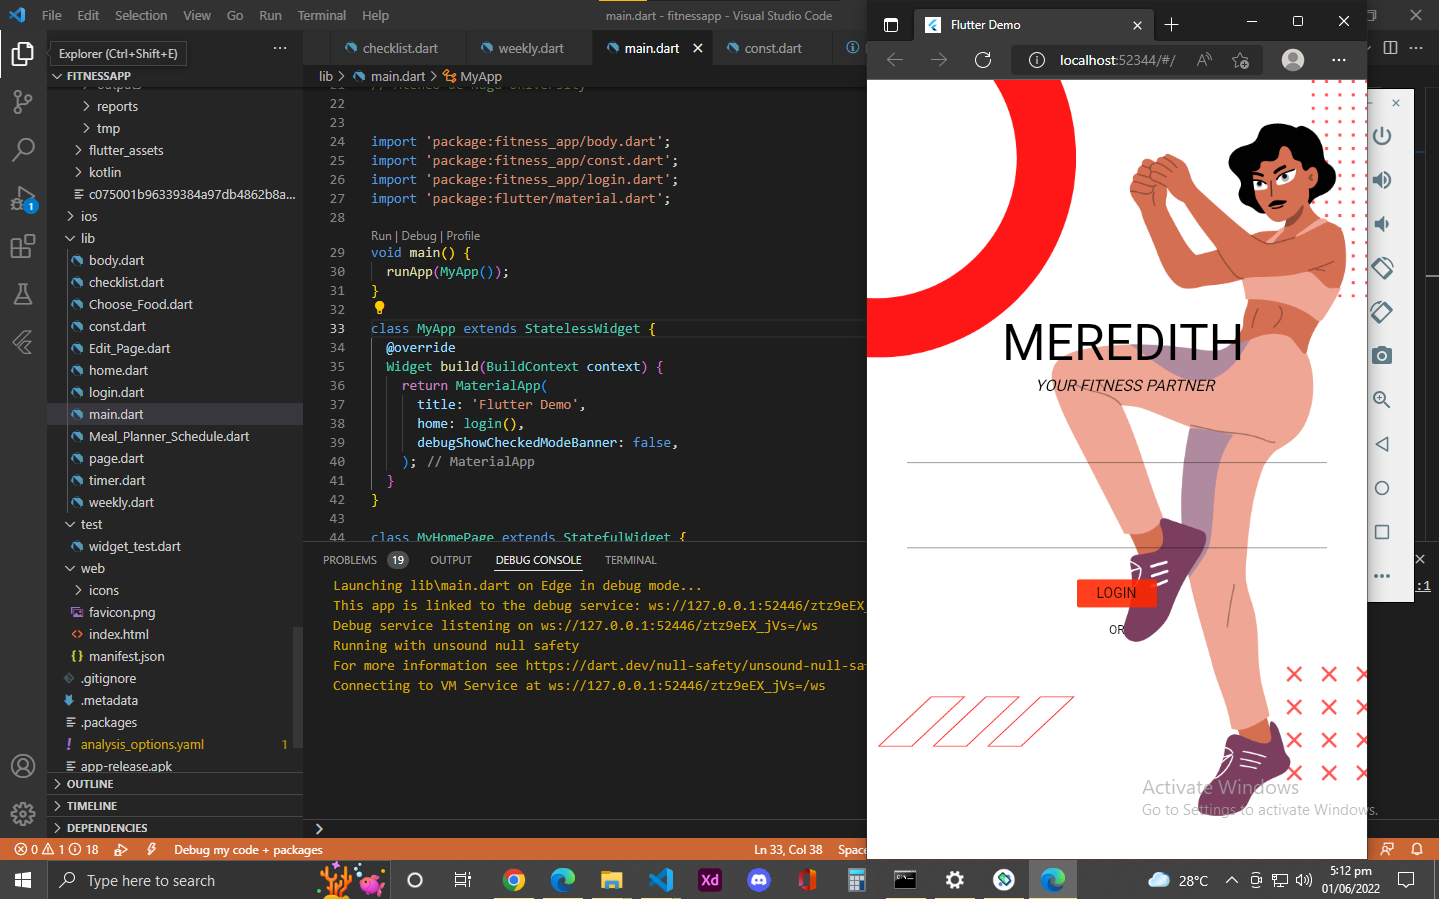 File Edit Selection View Go Run Terminal Help
main.dart - fitnessapp - Visual Studio Code
Explorer (Ctrl+Shift+E)
FITNESSAPP
reports
tmp
flutter_assets
kotlin
c075001b96339384a97db4862b8a...
ios
lib
body.dart
checklist.dart
Choose_Food.dart
const.dart
Edit_Page.dart
home.dart
login.dart
main.dart
Meal_Planner_Schedule.dart
page.dart
timer.dart
weekly.dart
test
widget_test.dart
web
icons
favicon.png
index.html
manifest.json
.gitignore
.metadata
.packages
analysis_options.yaml 1
app-release.apk
OUTLINE
TIMELINE
DEPENDENCIES
checklist.dart weekly.dart main.dart const.dart
lib > main.dart > MyApp
21 // Ateneo de Naga University
22
23
24 import 'package:fitness_app/body.dart';
25 import 'package:fitness_app/const.dart';
26 import 'package:fitness_app/login.dart';
27 import 'package:flutter/material.dart';
28
Run | Debug | Profile
29 void main() {
30 runApp(MyApp());
31 }
32
33 class MyApp extends StatelessWidget {
34 @override
35 Widget build(BuildContext context) {
36 return MaterialApp(
37 title: 'Flutter Demo',
38 home: login(),
39 debugShowCheckedModeBanner: false,
40 ); // MaterialApp
41 }
42 }
43
44 class MyHomePage extends StatefulWidget {
PROBLEMS 19 OUTPUT DEBUG CONSOLE TERMINAL
Launching lib\main.dart on Edge in debug mode...
This app is linked to the debug service: ws://127.0.0.1:52446/ztz9eEX_
Debug service listening on ws://127.0.0.1:52446/ztz9eEX_jVs=/ws
Running with unsound null safety
For more information see https://dart.dev/null-safety/unsound-null-sa
Connecting to VM Service at ws://127.0.0.1:52446/ztz9eEX_jVs=/ws
:1
Flutter Demo
localhost:52344/#/
MEREDITH
YOUR FITNESS PARTNER
LOGIN
OR
Activate Windows
Go to Settings to activate Windows.
0 1 18 Debug my code + packages
Ln 33, Col 38 Space
1
Type here to search
Xd
28°C
5:12 pm
01/06/2022